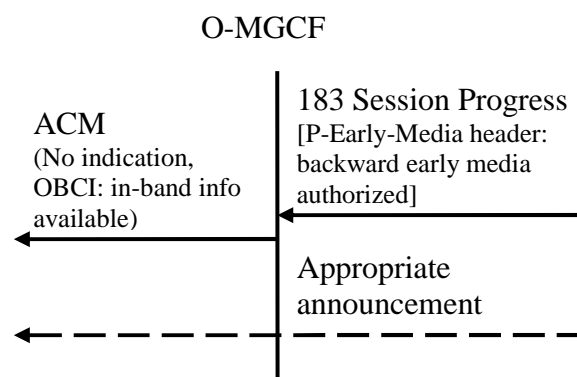 O-MGCF
183 Session Progress
[P-Early-Media header:
backward early media
authorized]
ACM
(No indication,
OBCI: in-band info
available)
Appropriate
announcement